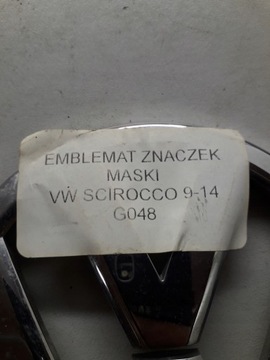 EMBLEMAT ZNACZEK
MASKI
VW SCIROCCO 9-14
G048